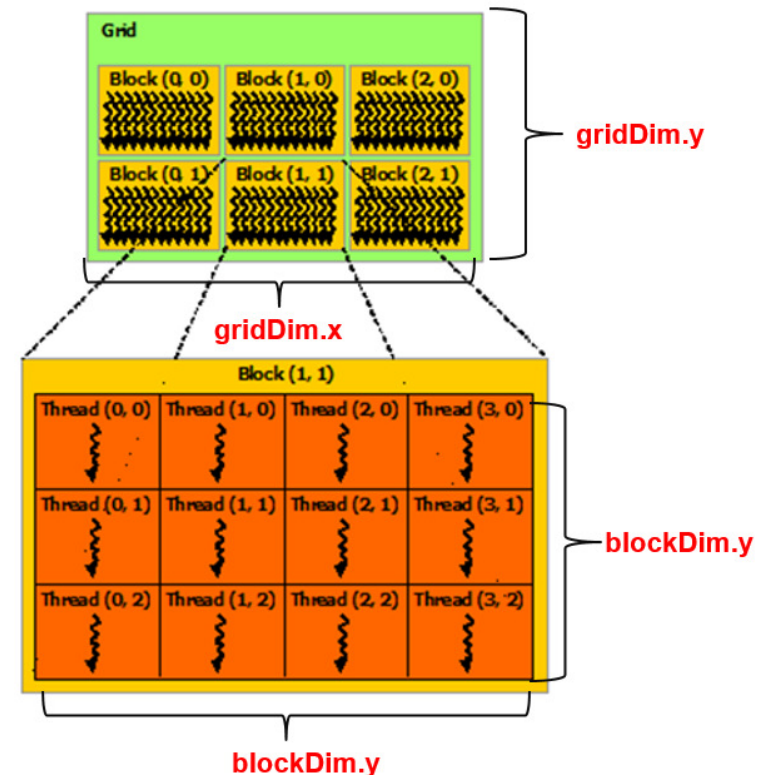 Grid
Block (0, 0) Block (1, 0) Block (2, 0)
gridDim.y
Block (0, 1) Block (1, 1) Block (2, 1)
gridDim.x
Block (1, 1)
Thread (0, 0) Thread (1, 0) Thread (2, 0) Thread (3, 0)
Thread (0, 1) Thread (1, 1) Thread (2, 1) Thread (3, 1)
blockDim.y
Thread (0, 2) Thread (1, 2) Thread (2, 2) Thread (3, 2)
blockDim.y